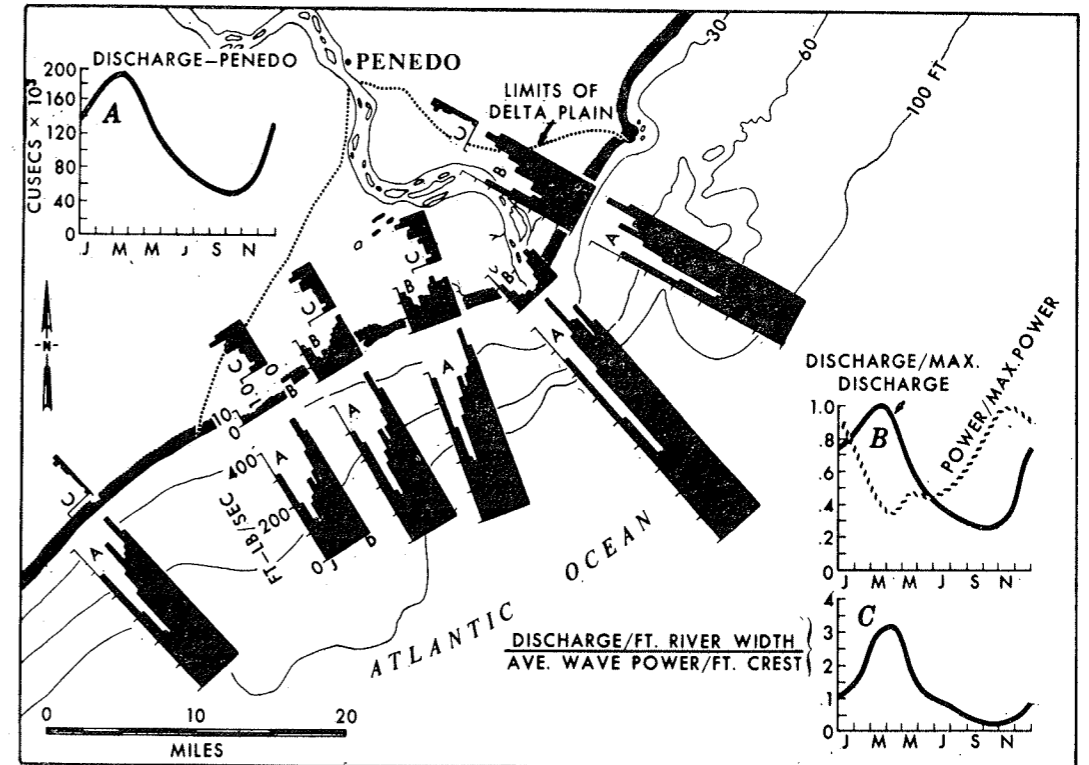 DISCHARGE–PENEDO
200
160
120
80
40
0
CUSECS × 10³
A
J M M J S N
PENEDO
LIMITS OF
DELTA PLAIN
30
60
100 FT
C
B
A
C
B
A
C
B
A
C
B
A
B
A
C
A
10
0
1.0
0
400
200
0
FT–LB/SEC
J
D
ATLANTIC
OCEAN
N
DISCHARGE/MAX.
DISCHARGE
POWER/MAX.POWER
1.0
.8
.6
.4
.2
0
B
J M M J S N
DISCHARGE/FT. RIVER WIDTH
AVE. WAVE POWER/FT. CREST
4
3
2
1
0
C
J M M J S N
0 10 20
MILES